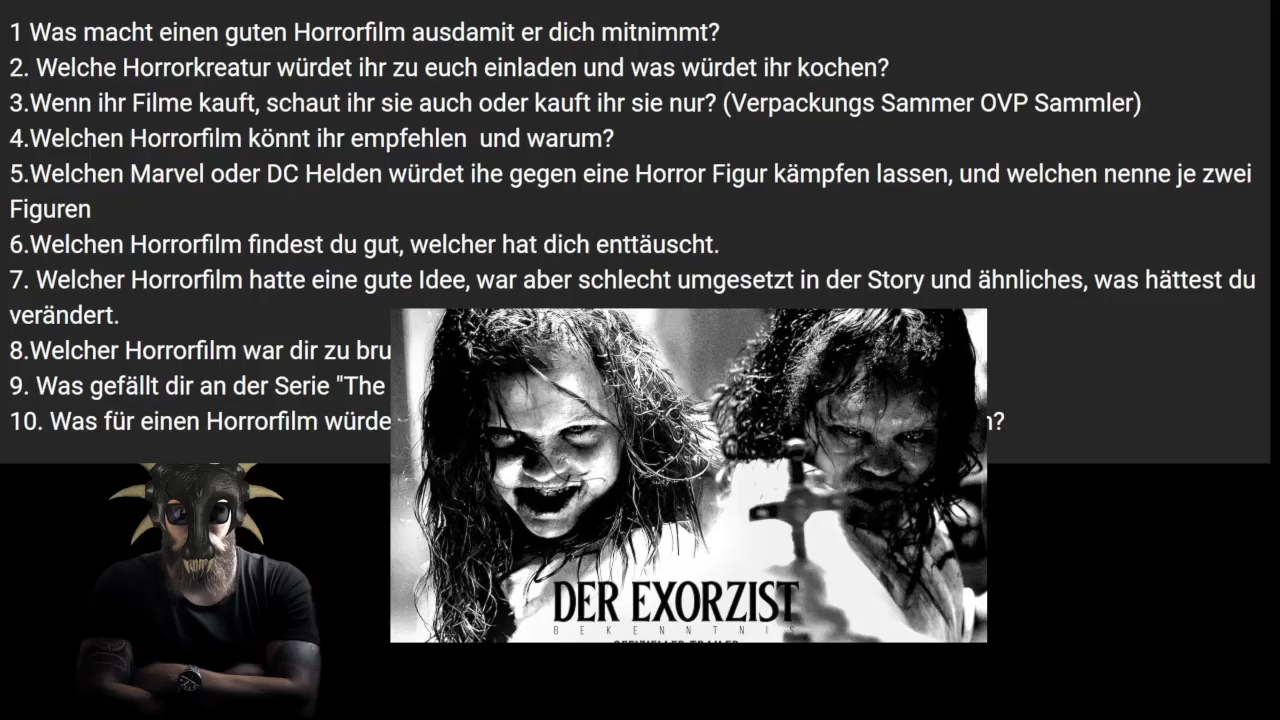 1 Was macht einen guten Horrorfilm ausdamit er dich mitnimmt?
2. Welche Horrorkreatur würdet ihr zu euch einladen und was würdet ihr kochen?
3.Wenn ihr Filme kauft, schaut ihr sie auch oder kauft ihr sie nur? (Verpackungs Sammer OVP Sammler)
4.Welchen Horrorfilm könnt ihr empfehlen  und warum?
5.Welchen Marvel oder DC Helden würdet ihe gegen eine Horror Figur kämpfen lassen, und welchen nenne je zwei
Figuren
6.Welchen Horrorfilm findest du gut, welcher hat dich enttäuscht.
7. Welcher Horrorfilm hatte eine gute Idee, war aber schlecht umgesetzt in der Story und ähnliches, was hättest du
verändert.
8.Welcher Horrorfilm war dir zu bru
9. Was gefällt dir an der Serie "The
10. Was für einen Horrorfilm würde
DER EXORZIST
BEKENNTNIS
OFFIZIELLER TRAILER